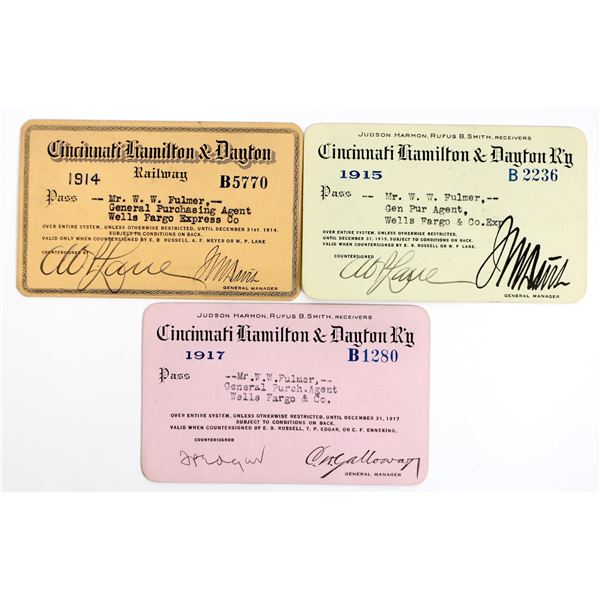 Cincinnati Hamilton & Dayton
Railway
1914
B5770
Pass -- Mr. W. W. Fulmer,--
General Purchasing Agent
Wells Fargo Express Co
OVER ENTIRE SYSTEM, UNLESS OTHERWISE RESTRICTED, UNTIL DECEMBER 31ST. 1914.
SUBJECT TO CONDITIONS ON BACK.
VALID ONLY WHEN COUNTERSIGNED BY E. B. RUSSELL, A. F. MEYER OR W. P. LANE
COUNTERSIGNED BY
W P Lane
GENERAL MANAGER
JUDSON HARMON, RUFUS B. SMITH, RECEIVERS
Cincinnati Hamilton & Dayton R'y
1915
B 2236
Pass -- Mr. W. W. Fulmer,--
Gen Pur Agent,
Wells Fargo & Co.Exp
OVER ENTIRE SYSTEM, UNLESS OTHERWISE RESTRICTED,
UNTIL DECEMBER 31, 1915, SUBJECT TO CONDITIONS ON BACK.
VALID WHEN COUNTERSIGNED BY E. B. RUSSELL OR W. P. LANE.
COUNTERSIGNED
W P Lane
GENERAL MANAGER
JUDSON HARMON, RUFUS B. SMITH, RECEIVERS
Cincinnati Hamilton & Dayton R'y
1917
B1280
Pass --Mr.W.W.Fulmer,--
General Purch.Agent
Wells Fargo & Co.
OVER ENTIRE SYSTEM, UNLESS OTHERWISE RESTRICTED, UNTIL DECEMBER 31, 1917
SUBJECT TO CONDITIONS ON BACK.
VALID WHEN COUNTERSIGNED BY E. B. RUSSELL, T. P. EDGAR, OR C. F. ENNEKING.
COUNTERSIGNED
T P Edgar
C. W. Galloway
GENERAL MANAGER